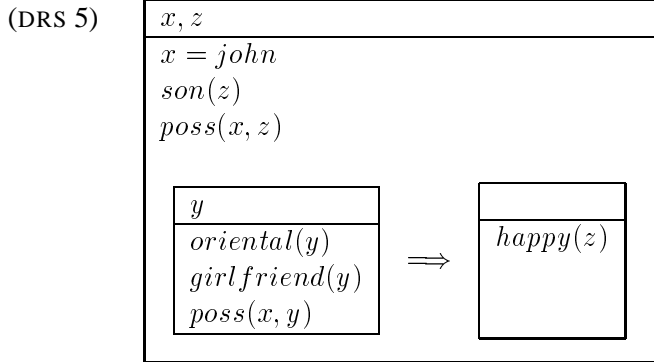 (DRS 5)
x, z
x = john
son(z)
poss(x, z)
y
oriental(y)
girlfriend(y)
poss(x, y)
⟹
happy(z)